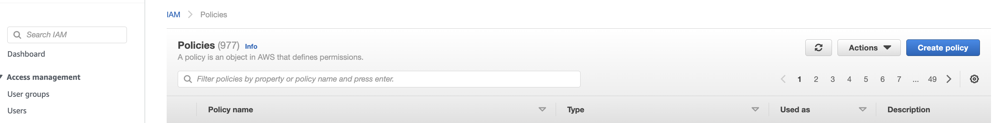 Search IAM
Dashboard
Access management
User groups
Users
IAM Policies
Policies (977) Info
A policy is an object in AWS that defines permissions.
Actions
Create policy
Filter policies by property or policy name and press enter.
1 2 3 4 5 6 7 ... 49
Policy name Type Used as Description